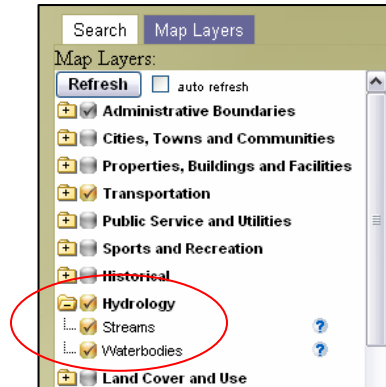 Search Map Layers
Map Layers:
Refresh auto refresh
Administrative Boundaries
Cities, Towns and Communities
Properties, Buildings and Facilities
Transportation
Public Service and Utilities
Sports and Recreation
Historical
Hydrology
Streams ?
Waterbodies ?
Land Cover and Use